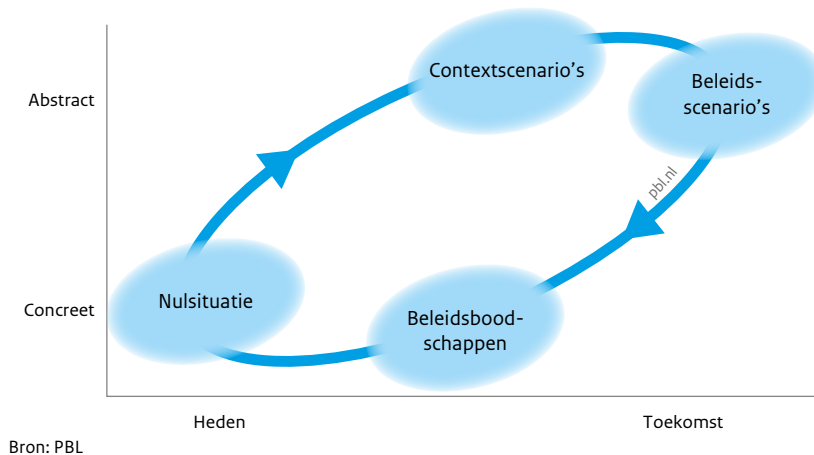 Contextscenario's
Beleids-
scenario's
Abstract
pbl.nl
Nulsituatie
Concreet
Beleidsbood-
schappen
Heden
Toekomst
Bron: PBL